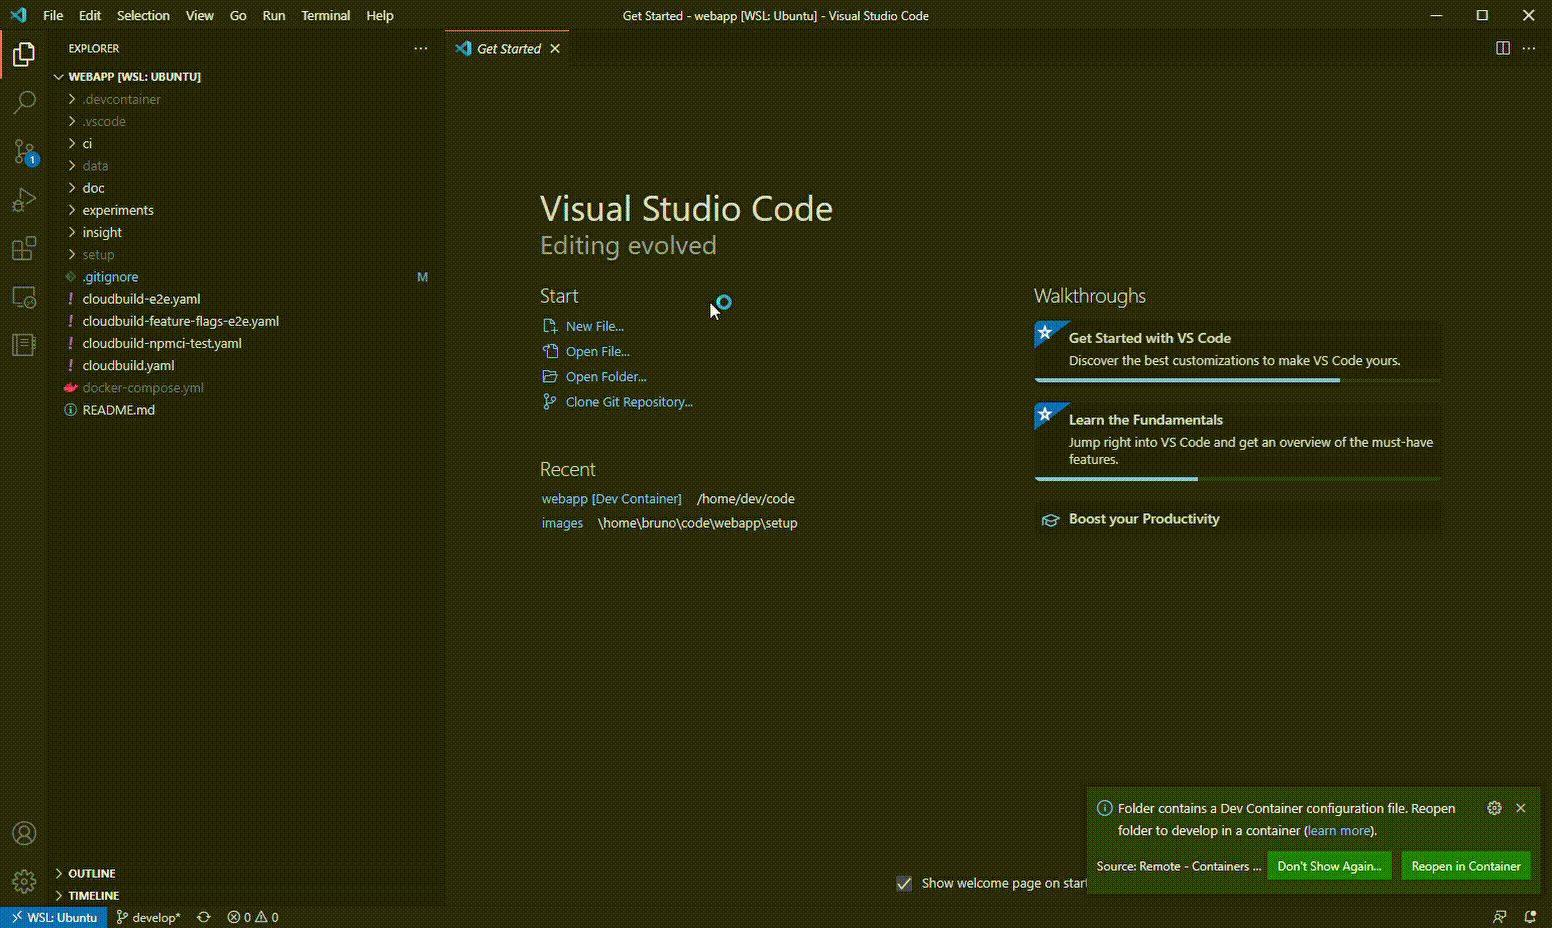 File Edit Selection View Go Run Terminal Help
Get Started - webapp [WSL: Ubuntu] - Visual Studio Code
EXPLORER
Get Started
WEBAPP [WSL: UBUNTU]
.devcontainer
.vscode
ci
data
doc
experiments
insight
setup
.gitignore M
cloudbuild-e2e.yaml
cloudbuild-feature-flags-e2e.yaml
cloudbuild-npmci-test.yaml
cloudbuild.yaml
docker-compose.yml
README.md
1
OUTLINE
TIMELINE
Visual Studio Code
Editing evolved
Start
New File...
Open File...
Open Folder...
Clone Git Repository...
Recent
webapp [Dev Container] /home/dev/code
images \home\bruno\code\webapp\setup
Walkthroughs
Get Started with VS Code
Discover the best customizations to make VS Code yours.
Learn the Fundamentals
Jump right into VS Code and get an overview of the must-have
features.
Boost your Productivity
Show welcome page on start
Folder contains a Dev Container configuration file. Reopen
folder to develop in a container (learn more).
Source: Remote - Containers ... Don't Show Again... Reopen in Container
WSL: Ubuntu develop* 0 0